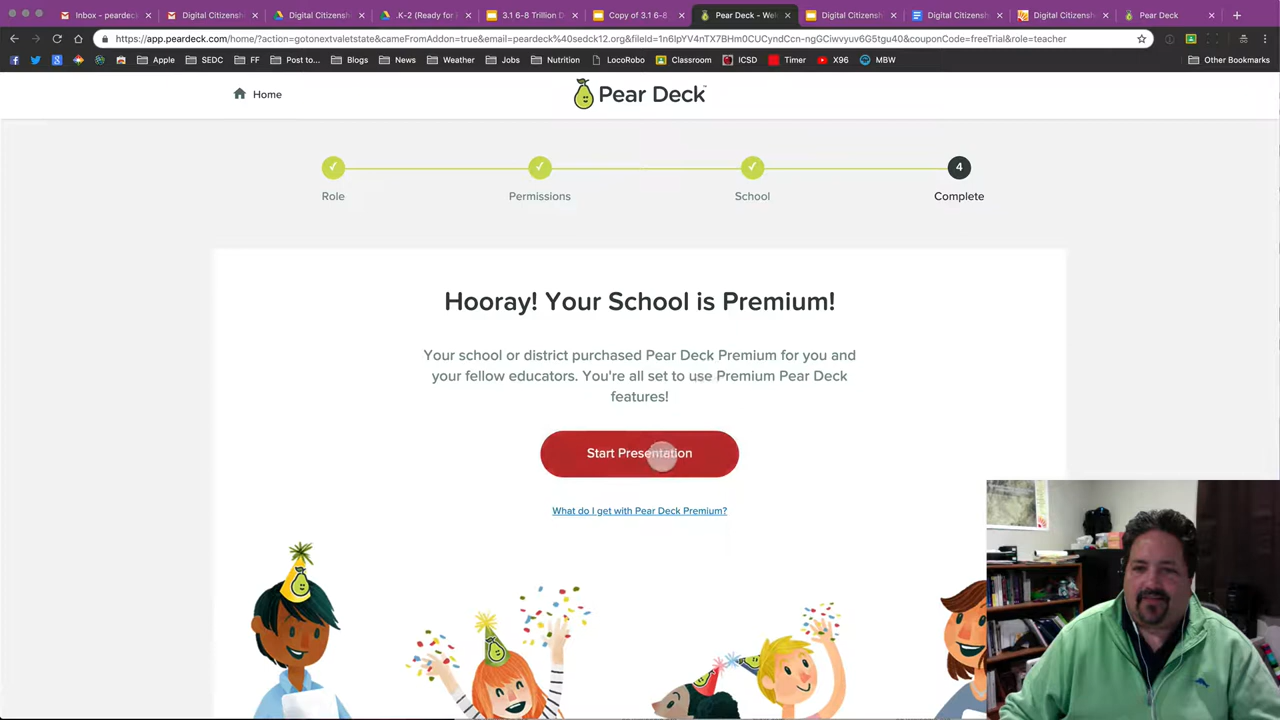 Inbox - peardec
Digital Citizensh
Digital Citizensh
.K-2 (Ready for
3.1 6-8 Trillion D
Copy of 3.1 6-8
Pear Deck - Wel
Digital Citizensh
Digital Citizensh
Digital Citizensh
Pear Deck
https://app.peardeck.com/home/?action=gotonextvaletstate&cameFromAddon=true&email=peardeck%40sedck12.org&fileId=1n6IpYV4nTX7BHm0CUCyndCcn-ngGCiwvyuv6G5tgu40&couponCode=freeTrial&role=teacher
Apple
SEDC
FF
Post to...
Blogs
News
Weather
Jobs
Nutrition
LocoRobo
Classroom
ICSD
Timer
X96
MBW
Other Bookmarks
Home
Pear Deck
4
Role
Permissions
School
Complete
Hooray! Your School is Premium!
Your school or district purchased Pear Deck Premium for you and
your fellow educators. You're all set to use Premium Pear Deck
features!
Start Presentation
What do I get with Pear Deck Premium?